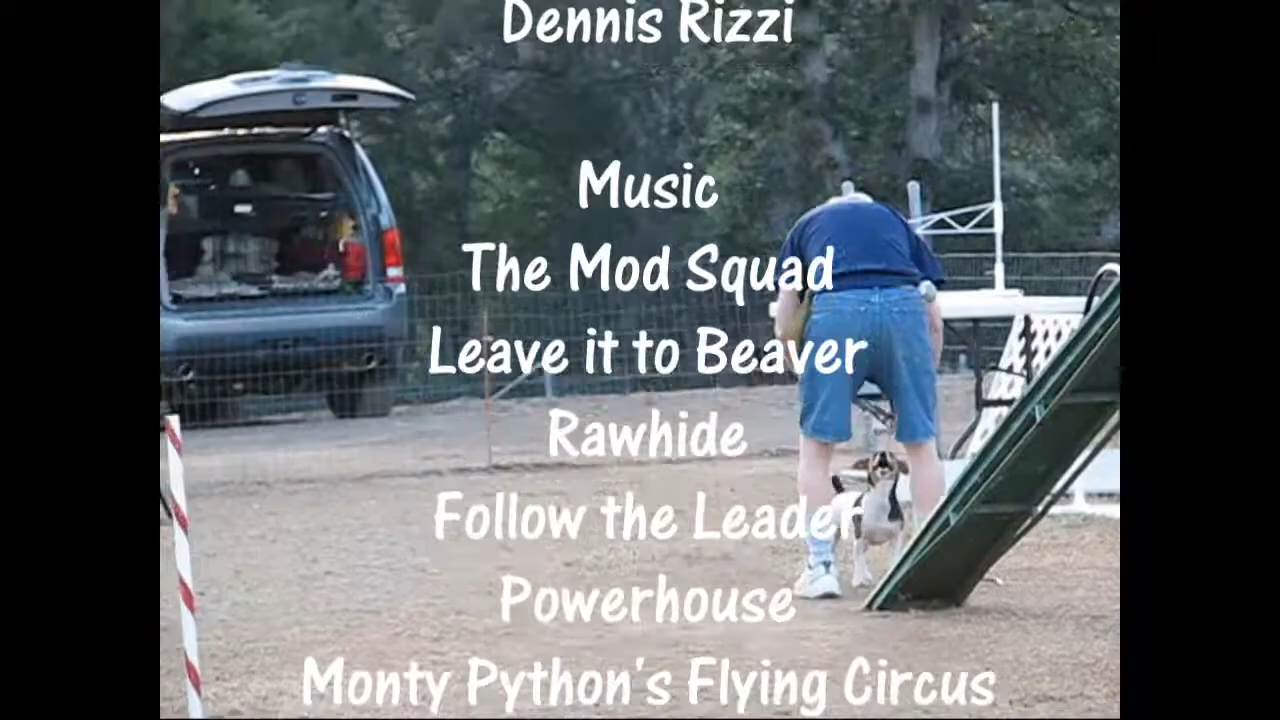 Dennis Rizzi
Music
The Mod Squad
Leave it to Beaver
Rawhide
Follow the Leader
Powerhouse
Monty Python's Flying Circus